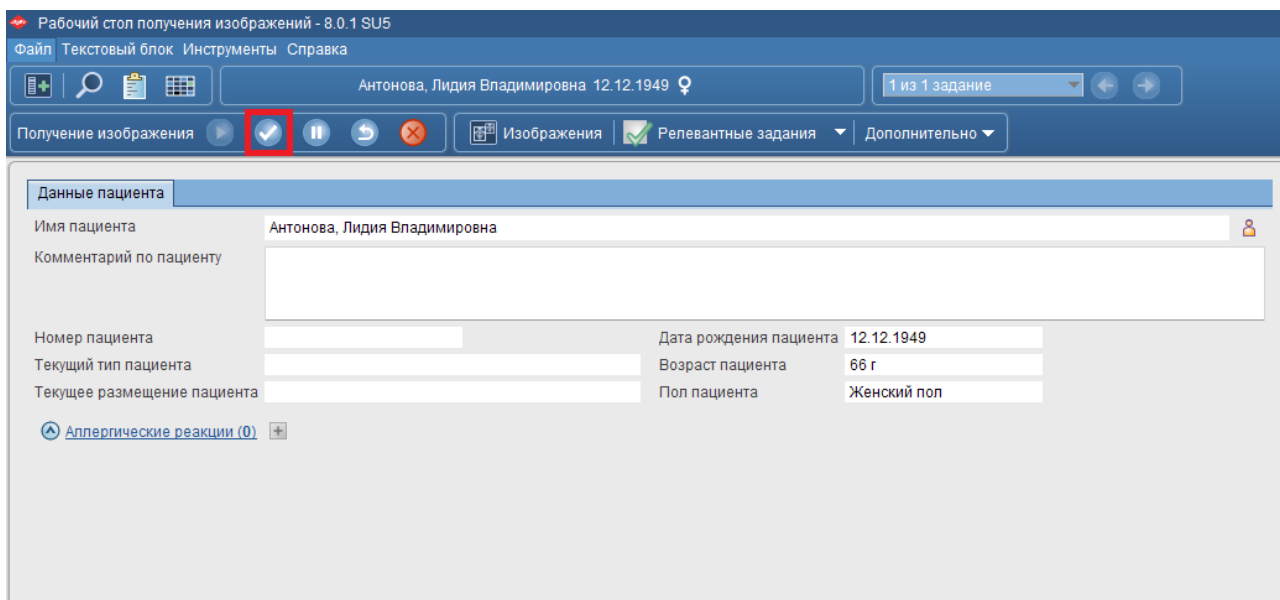 Рабочий стол получения изображений - 8.0.1 SU5
Файл Текстовый блок Инструменты Справка
Антонова, Лидия Владимировна 12.12.1949 1 из 1 задание
Получение изображения Изображения Релевантные задания Дополнительно
Данные пациента
Имя пациента Антонова, Лидия Владимировна
Комментарий по пациенту
Номер пациента Дата рождения пациента 12.12.1949
Текущий тип пациента Возраст пациента 66 г
Текущее размещение пациента Пол пациента Женский пол
Аллергические реакции (0)